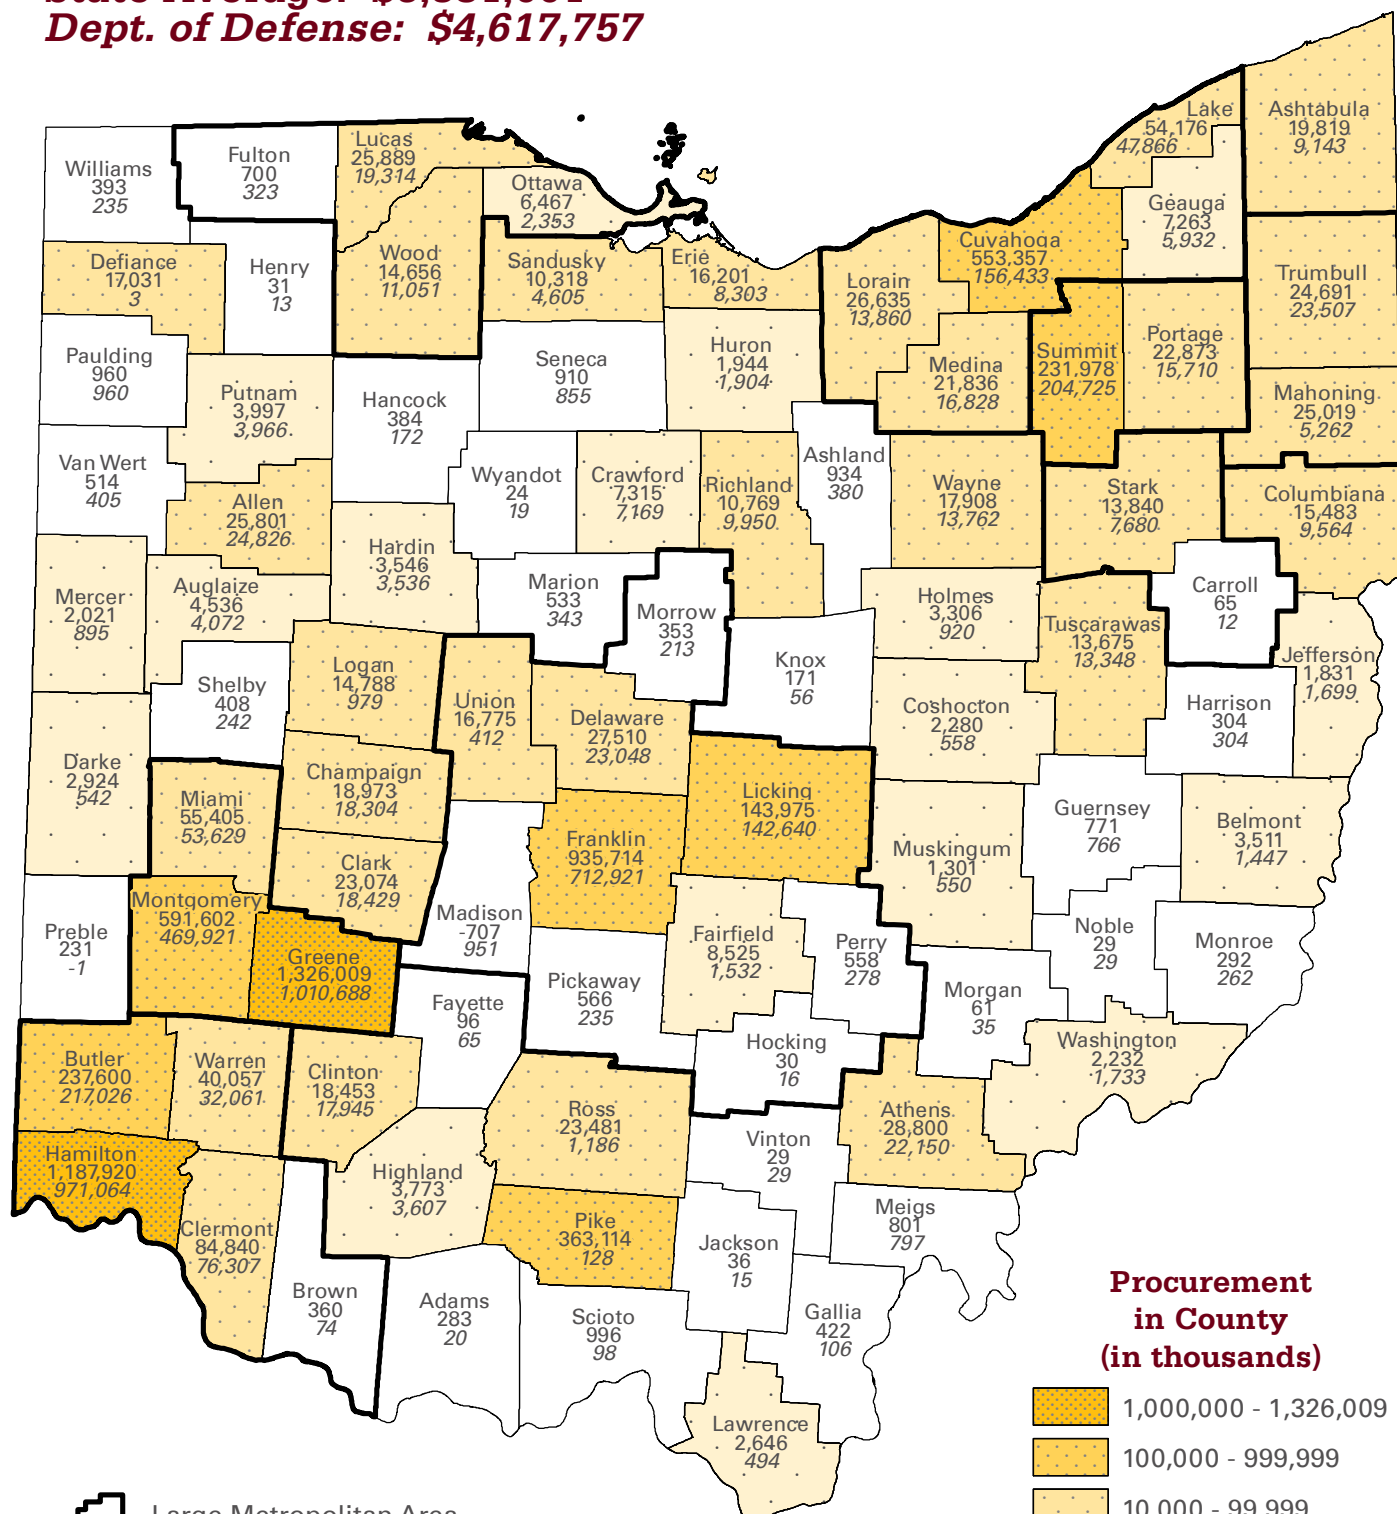 Dept. of Defense: $4,617,757
Lake
54,176
47,866
Ashtabula
19,819
9,143
Williams
393
235
Fulton
700
323
Lucas
25,889
19,314
Ottawa
6,467
2,353
Geauga
7,263
5,932
Defiance
17,031
3
Henry
31
13
Wood
14,656
11,051
Sandusky
10,318
4,605
Erie
16,201
8,303
Lorain
26,635
13,860
Cuyahoga
553,357
156,433
Trumbull
24,691
23,507
Paulding
960
960
Putnam
3,997
3,966
Hancock
384
172
Seneca
910
855
Huron
1,944
1,904
Medina
21,836
16,828
Summit
231,978
204,725
Portage
22,873
15,710
Mahoning
25,019
5,262
Van Wert
514
405
Allen
25,801
24,826
Wyandot
24
19
Crawford
7,315
7,169
Richland
10,769
9,950
Ashland
934
380
Wayne
17,908
13,762
Stark
13,840
7,680
Columbiana
15,483
9,564
Mercer
2,021
895
Auglaize
4,536
4,072
Hardin
3,546
3,536
Marion
533
343
Morrow
353
213
Holmes
3,306
920
Tuscarawas
13,675
13,348
Carroll
65
12
Jefferson
1,831
1,699
Shelby
408
242
Logan
14,788
979
Union
16,775
412
Delaware
27,510
23,048
Knox
171
56
Coshocton
2,280
558
Harrison
304
304
Darke
2,924
542
Miami
55,405
53,629
Champaign
18,973
18,304
Licking
143,975
142,640
Guernsey
771
766
Belmont
3,511
1,447
Clark
23,074
18,429
Franklin
935,714
712,921
Muskingum
1,301
550
Preble
231
-1
Montgomery
591,602
469,921
Greene
1,326,009
1,010,688
Madison
-707
951
Pickaway
566
235
Fairfield
8,525
1,532
Perry
558
278
Noble
29
29
Monroe
292
262
Fayette
96
65
Morgan
61
35
Hocking
30
16
Washington
2,232
1,733
Butler
237,600
217,026
Warren
40,057
32,061
Clinton
18,453
17,945
Ross
23,481
1,186
Athens
28,800
22,150
Hamilton
1,187,920
971,064
Highland
3,773
3,607
Vinton
29
29
Clermont
84,840
76,307
Pike
363,114
128
Meigs
801
797
Jackson
36
15
Brown
360
74
Adams
283
20
Scioto
996
98
Gallia
422
106
Lawrence
2,646
494
Procurement
in County
(in thousands)
1,000,000 - 1,326,009
100,000 - 999,999
10,000 - 99,999
Large Metropolitan Area